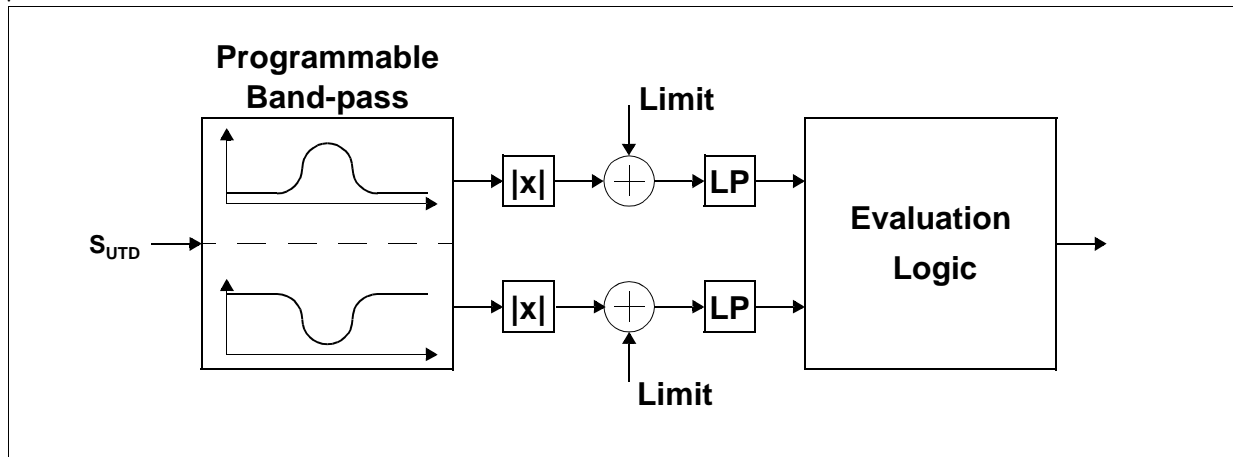 Programmable
Band-pass
Limit
|x|
LP
Evaluation
Logic
S_UTD
|x|
LP
Limit